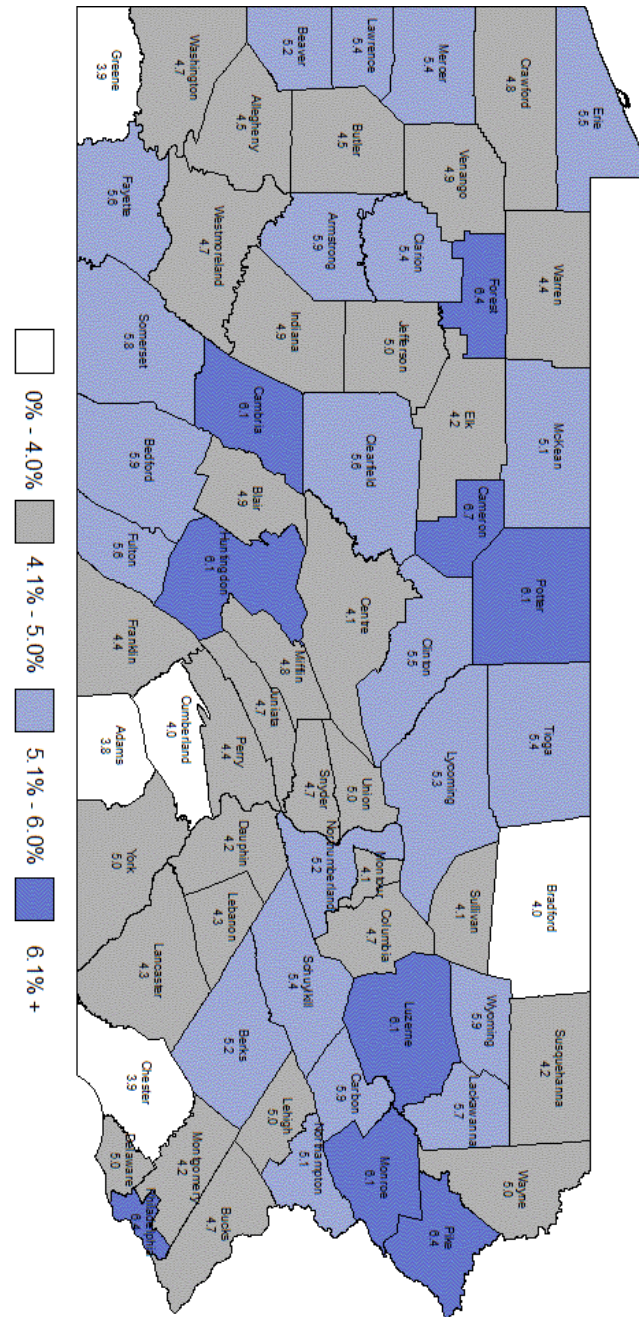 Erie
5.5
Crawford
4.8
Mercer
5.4
Lawrence
5.4
Beaver
5.2
Washington
4.7
Greene
3.9
Allegheny
4.5
Butler
4.5
Venango
4.9
Warren
4.4
Forest
6.4
Clarion
5.4
Armstrong
5.9
Westmoreland
4.7
Fayette
5.6
Somerset
5.8
Indiana
4.9
Jefferson
5.0
Elk
4.2
McKean
5.1
Cambria
6.1
Clearfield
5.6
Cameron
6.7
Potter
6.1
Bedford
5.9
Blair
4.9
Huntingdon
6.1
Fulton
5.6
Franklin
4.4
Centre
4.1
Clinton
5.5
Tioga
5.4
Lycoming
5.3
Mifflin
4.8
Juniata
4.7
Perry
4.4
Cumberland
4.0
Adams
3.8
Snyder
4.7
Union
5.0
Northumberland
5.2
Montour
4.1
Columbia
4.7
Sullivan
4.1
Bradford
4.0
York
5.0
Dauphin
4.2
Lebanon
4.3
Lancaster
4.3
Schuylkill
5.4
Berks
5.2
Luzerne
6.1
Wyoming
5.9
Susquehanna
4.2
Lackawanna
5.7
Wayne
5.0
Pike
6.4
Monroe
6.1
Carbon
5.9
Northampton
5.1
Lehigh
5.0
Bucks
4.7
Montgomery
4.2
Chester
3.9
Delaware
5.0
Philadelphia
6.4
0% - 4.0%
4.1% - 5.0%
5.1% - 6.0%
6.1% +